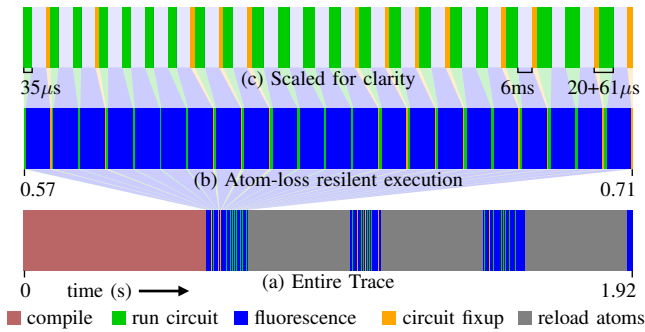 (c) Scaled for clarity
35μs 6ms 20+61μs
(b) Atom-loss resilent execution
0.57 0.71
(a) Entire Trace
0 time (s) 1.92
compile run circuit fluorescence circuit fixup reload atoms